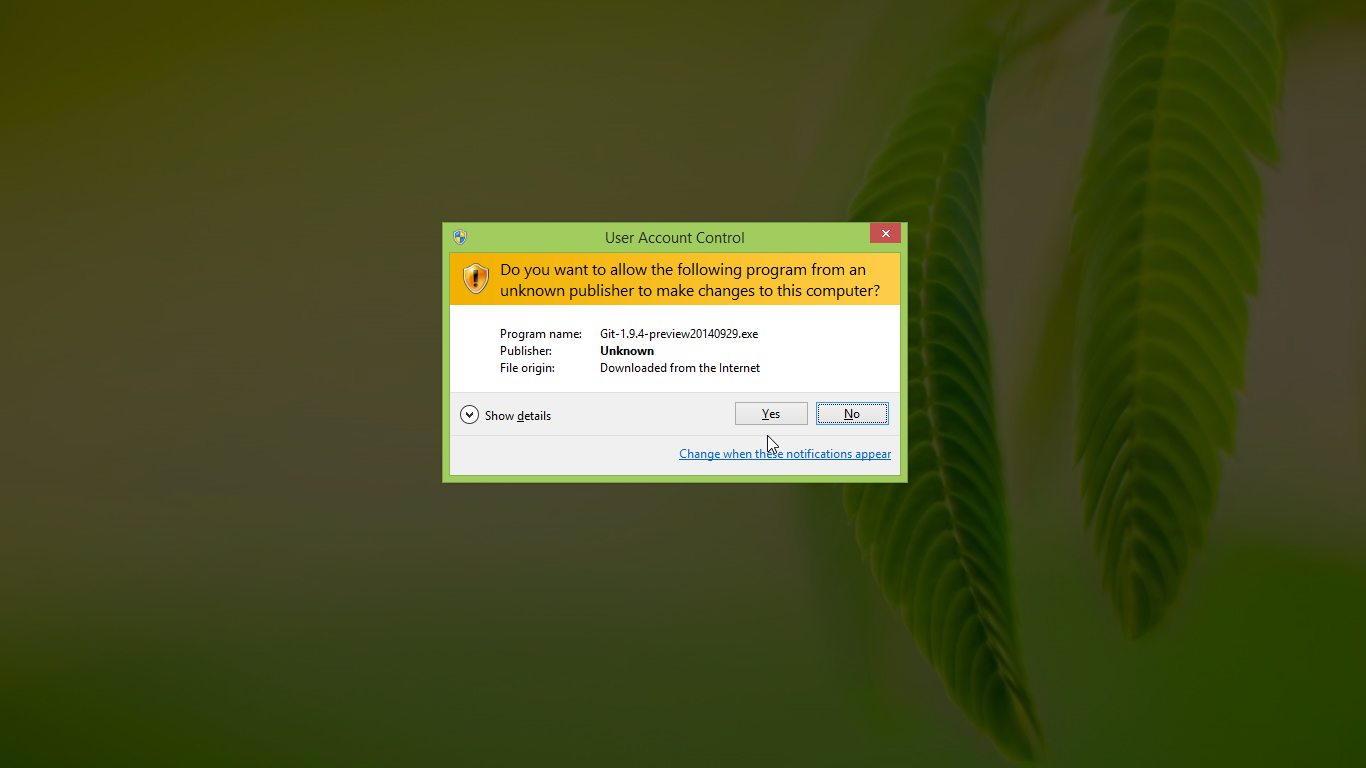 User Account Control
Do you want to allow the following program from an
unknown publisher to make changes to this computer?
Program name: Git-1.9.4-preview20140929.exe
Publisher: Unknown
File origin: Downloaded from the Internet
Show details Yes No
Change when these notifications appear